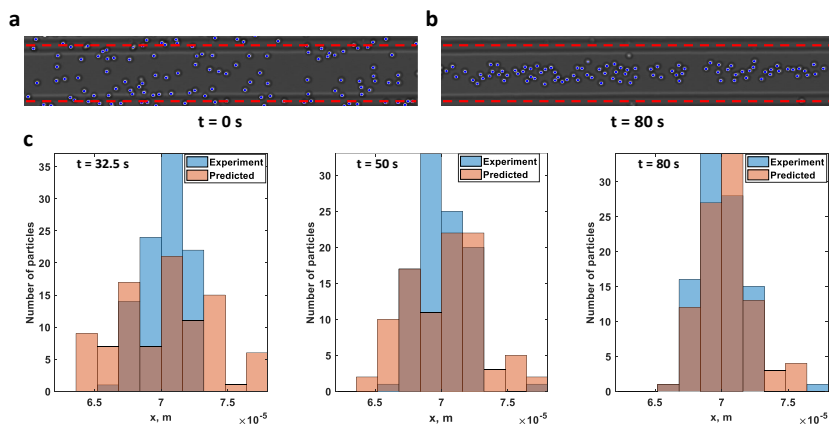 a
b
t = 0 s
t = 80 s
c
t = 32.5 s
Experiment
Predicted
Number of particles
35
30
25
20
15
10
5
0
6.5
7
7.5
x, m
×10⁻⁵
t = 50 s
Experiment
Predicted
Number of particles
30
25
20
15
10
5
0
6.5
7
7.5
x, m
×10⁻⁵
t = 80 s
Experiment
Predicted
Number of particles
30
25
20
15
10
5
0
6.5
7
7.5
x, m
×10⁻⁵